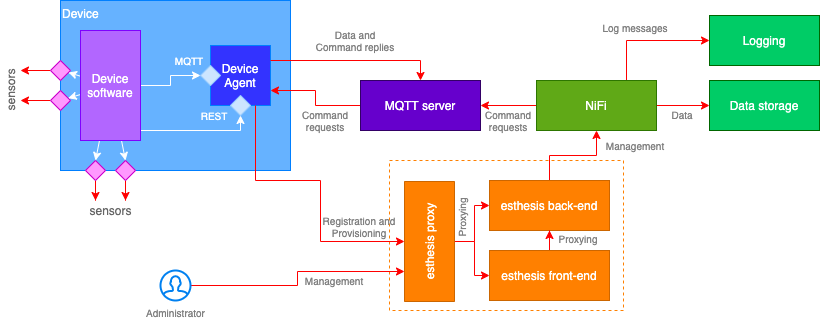 Device
Data and
Command replies
Log messages
Logging
MQTT
Device
software
Device
Agent
sensors
REST
MQTT server
NiFi
Data storage
Command
requests
Command
requests
Data
Management
sensors
Registration and
Provisioning
esthesis proxy
Proxying
esthesis back-end
Proxying
esthesis front-end
Management
Administrator